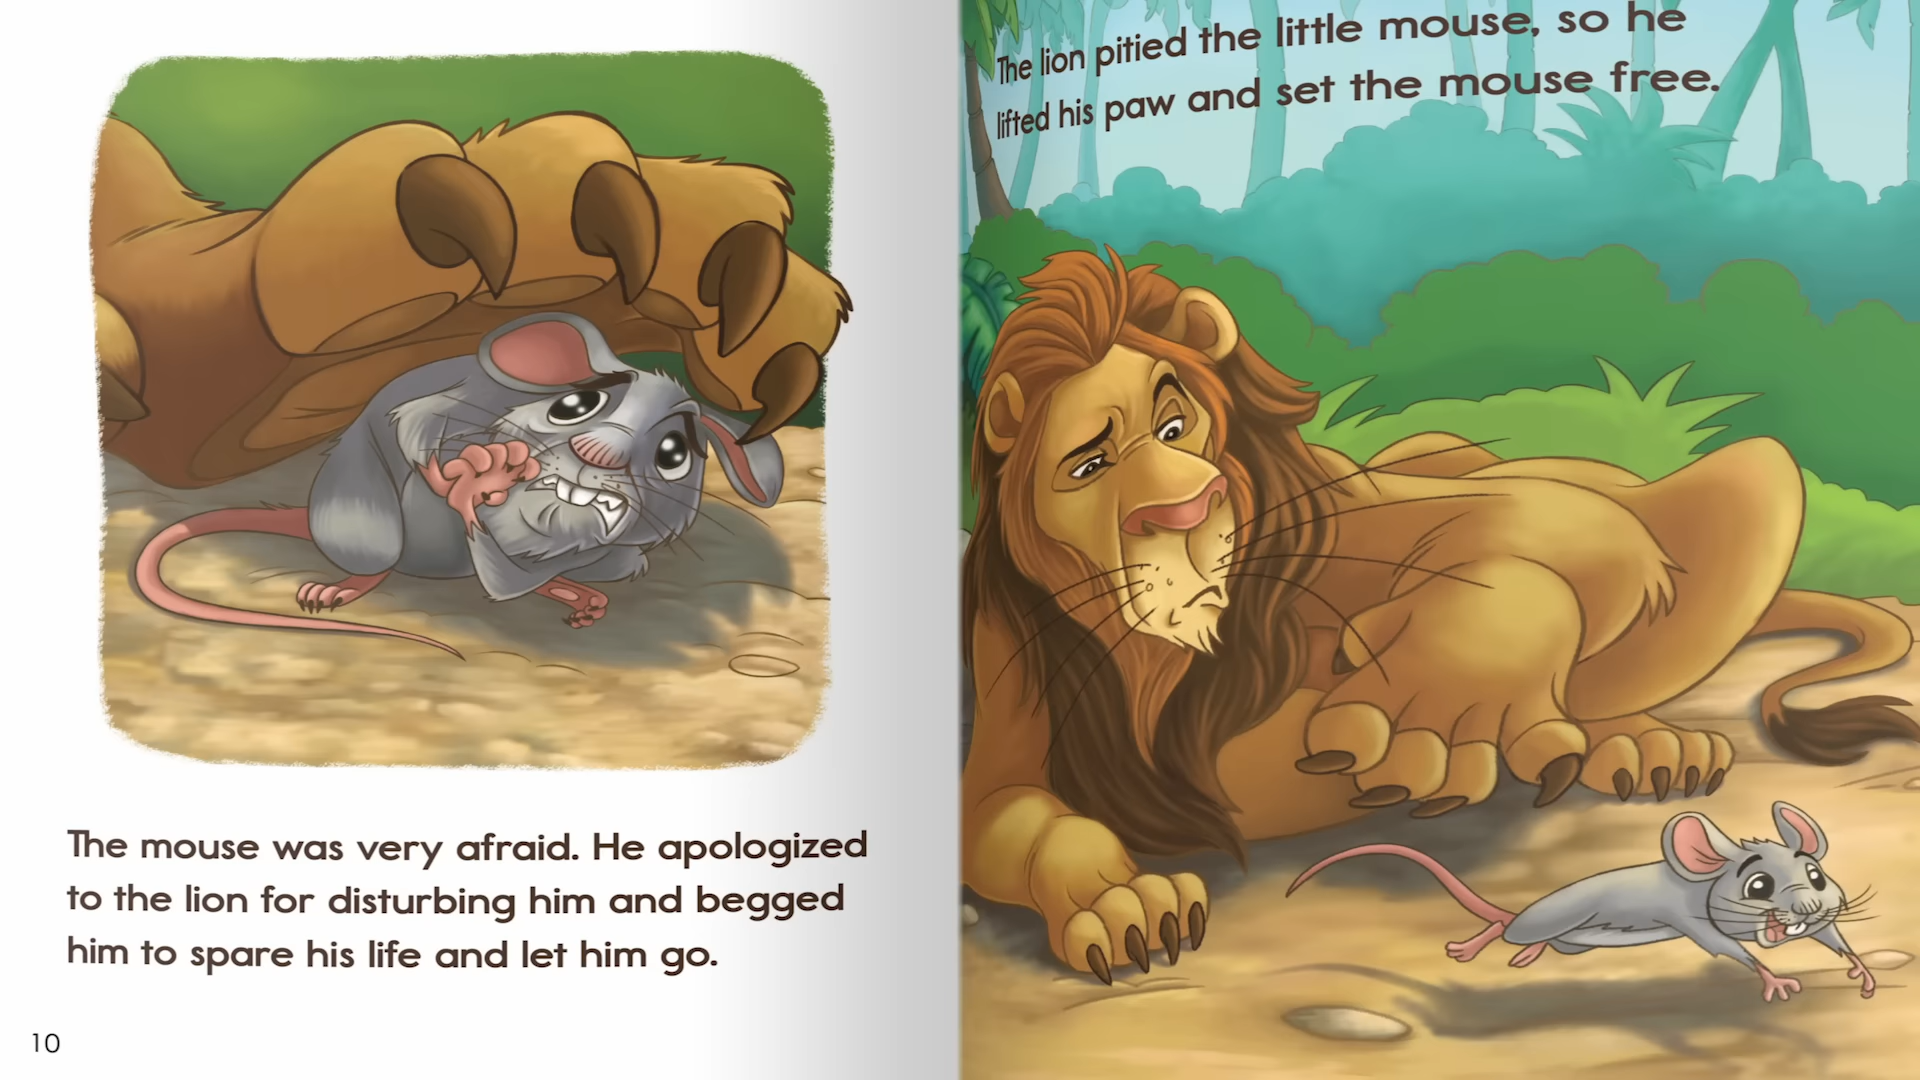 The mouse was very afraid. He apologized
to the lion for disturbing him and begged
him to spare his life and let him go.
10
The lion pitied the little mouse, so he
lifted his paw and set the mouse free.